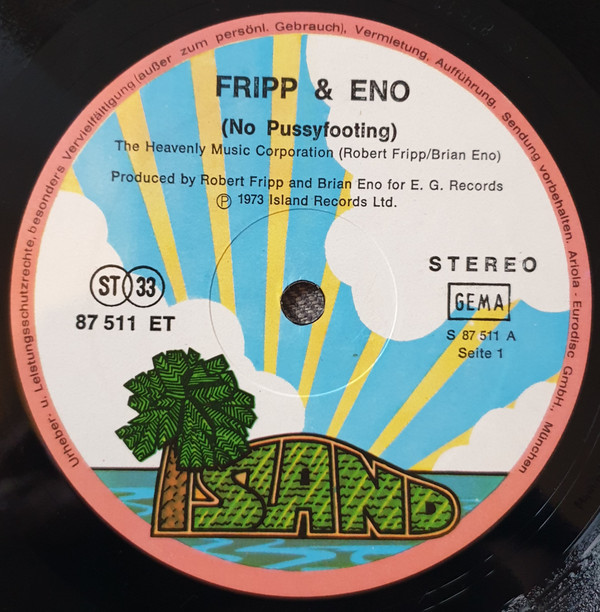 Urheber- u. Leistungsschutzrechte, besonders Vervielfältigung (außer zum persönl. Gebrauch), Vermietung, Aufführung, Sendung vorbehalten. Ariola - Eurodisc GmbH., München
FRIPP & ENO
(No Pussyfooting)
The Heavenly Music Corporation (Robert Fripp/Brian Eno)
Produced by Robert Fripp and Brian Eno for E. G. Records
℗ 1973 Island Records Ltd.
STEREO
ST 33
GEMA
87 511 ET
S 87 511 A
Seite 1
ISLAND